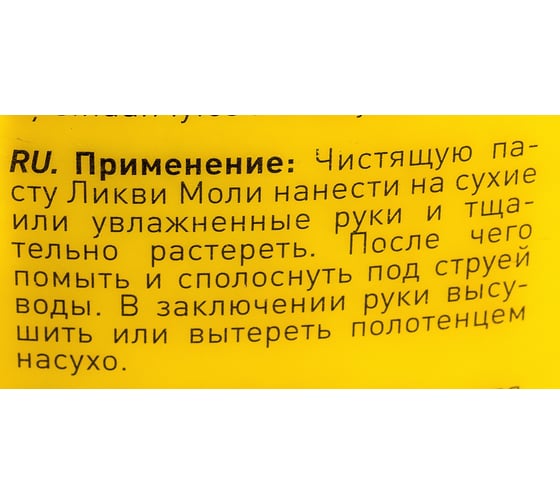 RU. Применение: Чистящую па-
сту Ликви Моли нанести на сухие
или увлажненные руки и тща-
тельно растереть. После чего
помыть и сполоснуть под струей
воды. В заключении руки высу-
шить или вытереть полотенцем
насухо.